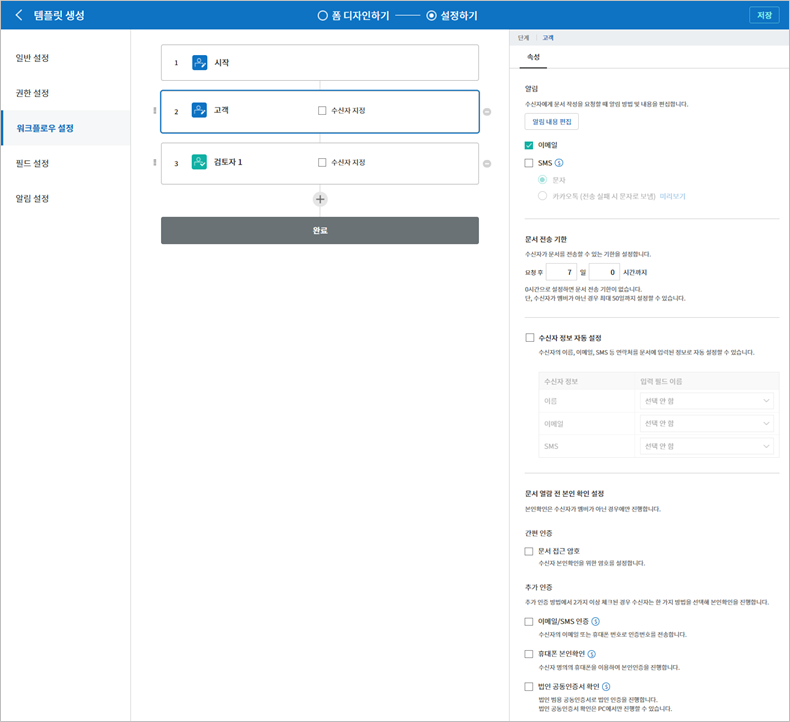 템플릿 생성
폼 디자인하기
설정하기
저장
일반 설정
권한 설정
워크플로우 설정
필드 설정
알림 설정
1 시작
2 고객 수신자 지정
3 검토자 1 수신자 지정
완료
단계 고객
속성
알림
수신자에게 문서 작성을 요청할 때 알림 방법 및 내용을 편집합니다.
알림 내용 편집
이메일
SMS
문자
카카오톡 (전송 실패 시 문자로 보냄) 미리보기
문서 전송 기한
수신자가 문서를 전송할 수 있는 기한을 설정합니다.
요청 후 7 일 0 시간까지
0시간으로 설정하면 문서 전송 기한이 없습니다.
단, 수신자가 멤버가 아닌 경우 최대 50일까지 설정할 수 있습니다.
수신자 정보 자동 설정
수신자의 이름, 이메일, SMS 등 연락처를 문서에 입력된 정보로 자동 설정할 수 있습니다.
수신자 정보 입력 필드 이름
이름 선택 안 함
이메일 선택 안 함
SMS 선택 안 함
문서 열람 전 본인 확인 설정
본인확인은 수신자가 멤버가 아닌 경우에만 진행합니다.
간편 인증
문서 접근 암호
수신자 본인확인을 위한 암호를 설정합니다.
추가 인증
추가 인증 방법에서 2가지 이상 체크된 경우 수신자는 한 가지 방법을 선택해 본인확인을 진행합니다.
이메일/SMS 인증
수신자의 이메일 또는 휴대폰 번호로 인증번호를 전송합니다.
휴대폰 본인확인
수신자 명의의 휴대폰을 이용하여 본인인증을 진행합니다.
법인 공동인증서 확인
법인 범용 공동인증서로 법인 인증을 진행합니다.
법인 공동인증서 확인은 PC에서만 진행할 수 있습니다.